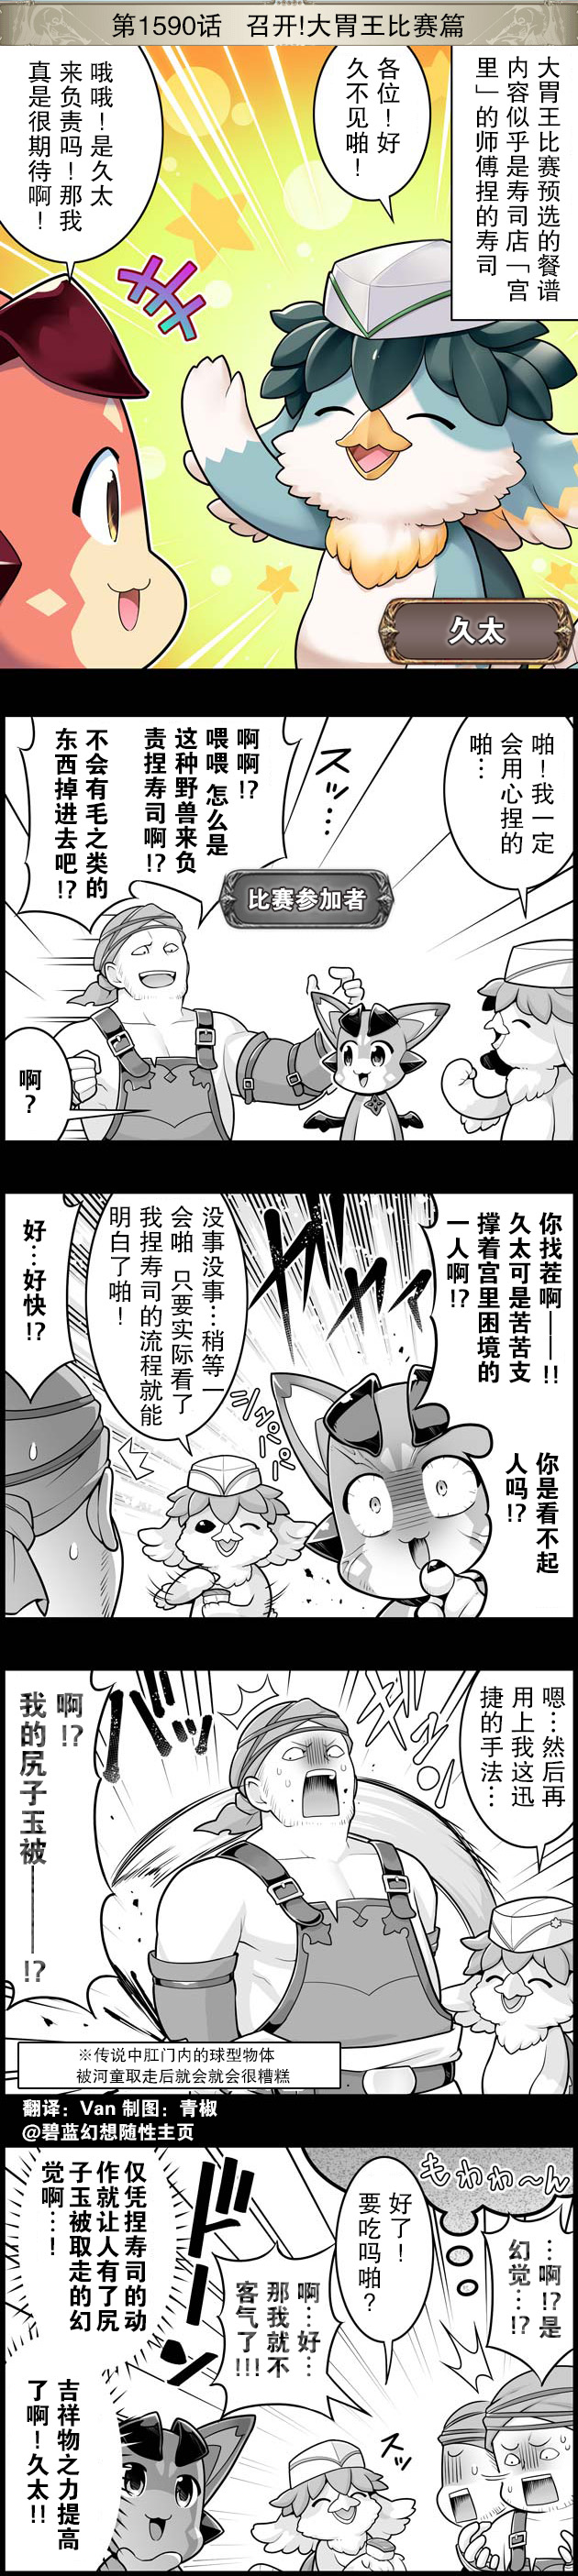 第1590话 召开!大胃王比赛篇
大胃王比赛预选的餐谱
内容似乎是寿司店「宫
里」的师傅捏的寿司
各位！好
久不见啪！
哦哦！是久太
来负责吗！那我
真是很期待啊！
久太
啪！我一定
会用心捏的
啪…
スッ…
啊啊!?
喂喂 怎么是
这种野兽来负
责捏寿司啊!?
不会有毛之类的
东西掉进去吧!?
比赛参加者
啊？
你找茬啊——!!
久太可是苦苦支
撑着宫里困境的
一人啊!?
你是看不起
人吗!?
没事没事…稍等一
会啪 只要实际看了
我捏寿司的流程就能
明白了啪！
シュパパパ
好…好快!?
嗯…然后再
用上我这迅
捷的手法…
啊!?
我的尻子玉被———!?
※传说中肛门内的球型物体
被河童取走后就会就会很糟糕
翻译：Van 制图：青椒
@碧蓝幻想随性主页
もわわ～ん
…啊!?是
幻觉…!?
好了！
要吃吗啪？
啊…好…
那我就不
客气了!!!
ドン
仅凭捏寿司的动
作就让人有了尻
子玉被取走的幻
觉啊…！
吉祥物之力提高
了啊！久太!!